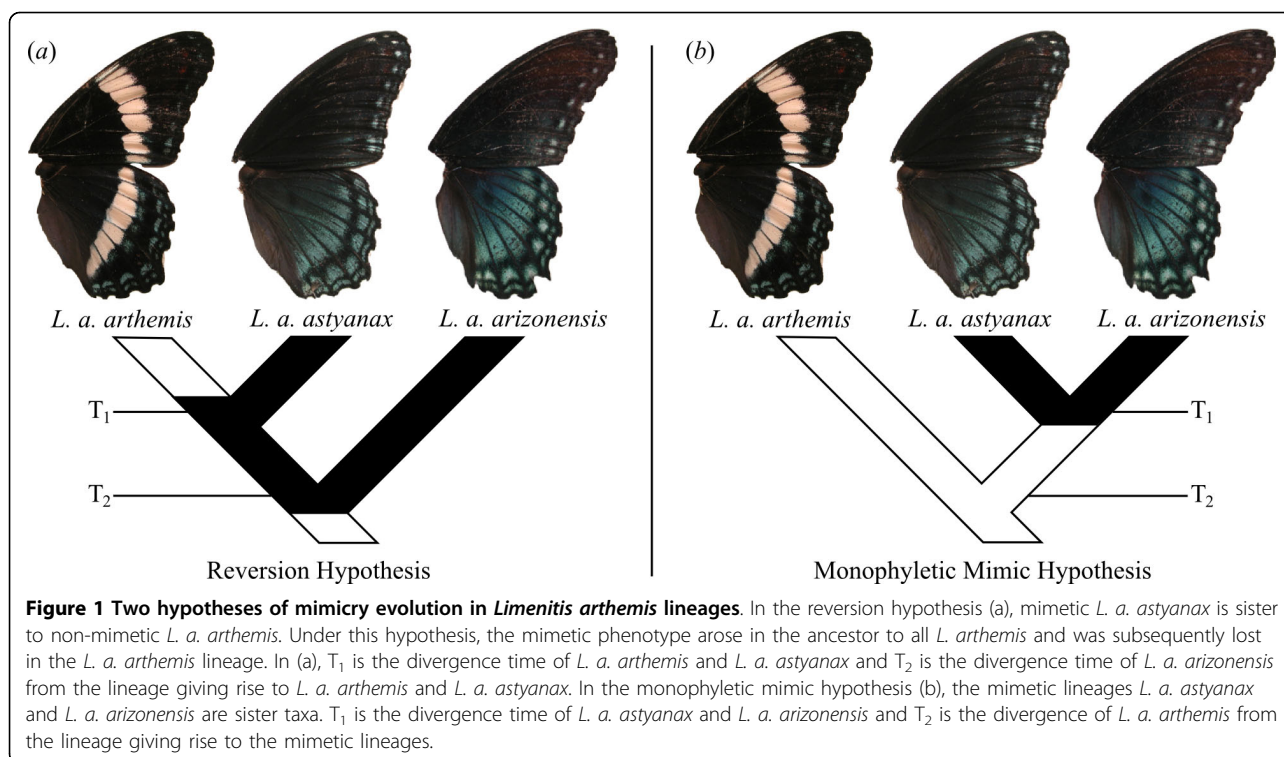 (a)
(b)
L. a. arthemis L. a. astyanax L. a. arizonensis
L. a. arthemis L. a. astyanax L. a. arizonensis
T1
T2
T1
T2
Reversion Hypothesis
Monophyletic Mimic Hypothesis
Figure 1 Two hypotheses of mimicry evolution in Limenitis arthemis lineages. In the reversion hypothesis (a), mimetic L. a. astyanax is sister
to non-mimetic L. a. arthemis. Under this hypothesis, the mimetic phenotype arose in the ancestor to all L. arthemis and was subsequently lost
in the L. a. arthemis lineage. In (a), T1 is the divergence time of L. a. arthemis and L. a. astyanax and T2 is the divergence time of L. a. arizonensis
from the lineage giving rise to L. a. arthemis and L. a. astyanax. In the monophyletic mimic hypothesis (b), the mimetic lineages L. a. astyanax
and L. a. arizonensis are sister taxa. T1 is the divergence time of L. a. astyanax and L. a. arizonensis and T2 is the divergence of L. a. arthemis from
the lineage giving rise to the mimetic lineages.